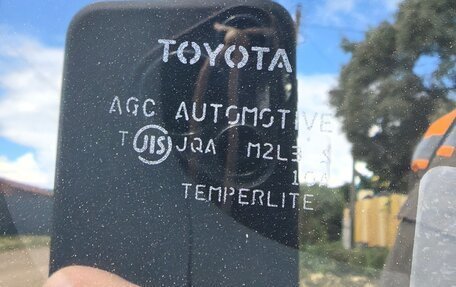 TOYOTA
AGC AUTOMOTIVE
T JIS JQA M2L3
TEMPERLITE